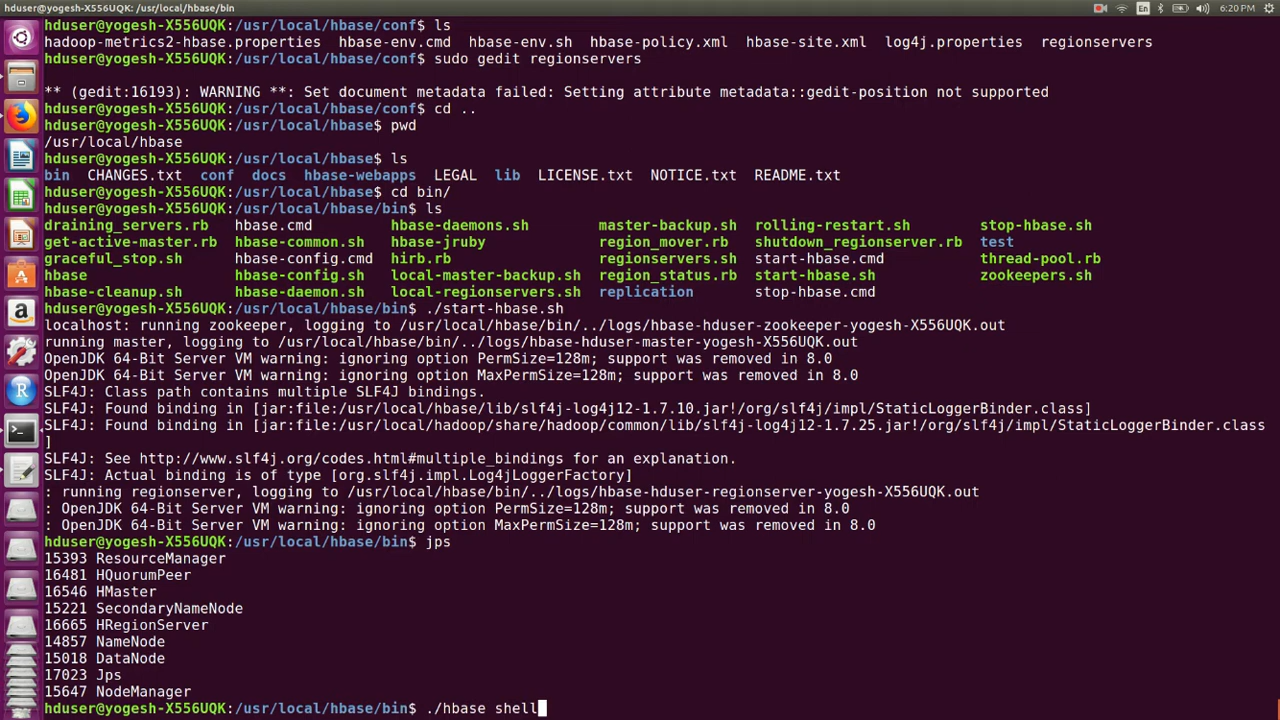 hduser@yogesh-X556UQK: /usr/local/hbase/bin En 6:20 PM
hduser@yogesh-X556UQK:/usr/local/hbase/conf$ ls
hadoop-metrics2-hbase.properties hbase-env.cmd hbase-env.sh hbase-policy.xml hbase-site.xml log4j.properties regionservers
hduser@yogesh-X556UQK:/usr/local/hbase/conf$ sudo gedit regionservers
** (gedit:16193): WARNING **: Set document metadata failed: Setting attribute metadata::gedit-position not supported
hduser@yogesh-X556UQK:/usr/local/hbase/conf$ cd ..
hduser@yogesh-X556UQK:/usr/local/hbase$ pwd
/usr/local/hbase
hduser@yogesh-X556UQK:/usr/local/hbase$ ls
bin CHANGES.txt conf docs hbase-webapps LEGAL lib LICENSE.txt NOTICE.txt README.txt
hduser@yogesh-X556UQK:/usr/local/hbase$ cd bin/
hduser@yogesh-X556UQK:/usr/local/hbase/bin$ ls
draining_servers.rb hbase.cmd hbase-daemons.sh master-backup.sh rolling-restart.sh stop-hbase.sh
get-active-master.rb hbase-common.sh hbase-jruby region_mover.rb shutdown_regionserver.rb test
graceful_stop.sh hbase-config.cmd hirb.rb regionservers.sh start-hbase.cmd thread-pool.rb
hbase hbase-config.sh local-master-backup.sh region_status.rb start-hbase.sh zookeepers.sh
hbase-cleanup.sh hbase-daemon.sh local-regionservers.sh replication stop-hbase.cmd
hduser@yogesh-X556UQK:/usr/local/hbase/bin$ ./start-hbase.sh
localhost: running zookeeper, logging to /usr/local/hbase/bin/../logs/hbase-hduser-zookeeper-yogesh-X556UQK.out
running master, logging to /usr/local/hbase/bin/../logs/hbase-hduser-master-yogesh-X556UQK.out
OpenJDK 64-Bit Server VM warning: ignoring option PermSize=128m; support was removed in 8.0
OpenJDK 64-Bit Server VM warning: ignoring option MaxPermSize=128m; support was removed in 8.0
SLF4J: Class path contains multiple SLF4J bindings.
SLF4J: Found binding in [jar:file:/usr/local/hbase/lib/slf4j-log4j12-1.7.10.jar!/org/slf4j/impl/StaticLoggerBinder.class]
SLF4J: Found binding in [jar:file:/usr/local/hadoop/share/hadoop/common/lib/slf4j-log4j12-1.7.25.jar!/org/slf4j/impl/StaticLoggerBinder.class
]
SLF4J: See http://www.slf4j.org/codes.html#multiple_bindings for an explanation.
SLF4J: Actual binding is of type [org.slf4j.impl.Log4jLoggerFactory]
: running regionserver, logging to /usr/local/hbase/bin/../logs/hbase-hduser-regionserver-yogesh-X556UQK.out
: OpenJDK 64-Bit Server VM warning: ignoring option PermSize=128m; support was removed in 8.0
: OpenJDK 64-Bit Server VM warning: ignoring option MaxPermSize=128m; support was removed in 8.0
hduser@yogesh-X556UQK:/usr/local/hbase/bin$ jps
15393 ResourceManager
16481 HQuorumPeer
16546 HMaster
15221 SecondaryNameNode
16665 HRegionServer
14857 NameNode
15018 DataNode
17023 Jps
15647 NodeManager
hduser@yogesh-X556UQK:/usr/local/hbase/bin$ ./hbase shell